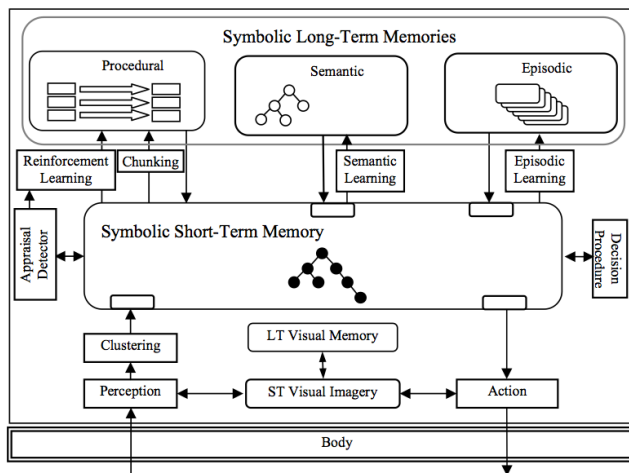 Symbolic Long-Term Memories
Procedural
Semantic
Episodic
Reinforcement
Learning
Chunking
Semantic
Learning
Episodic
Learning
Appraisal
Detector
Symbolic Short-Term Memory
Decision
Procedure
Clustering
LT Visual Memory
Perception
ST Visual Imagery
Action
Body